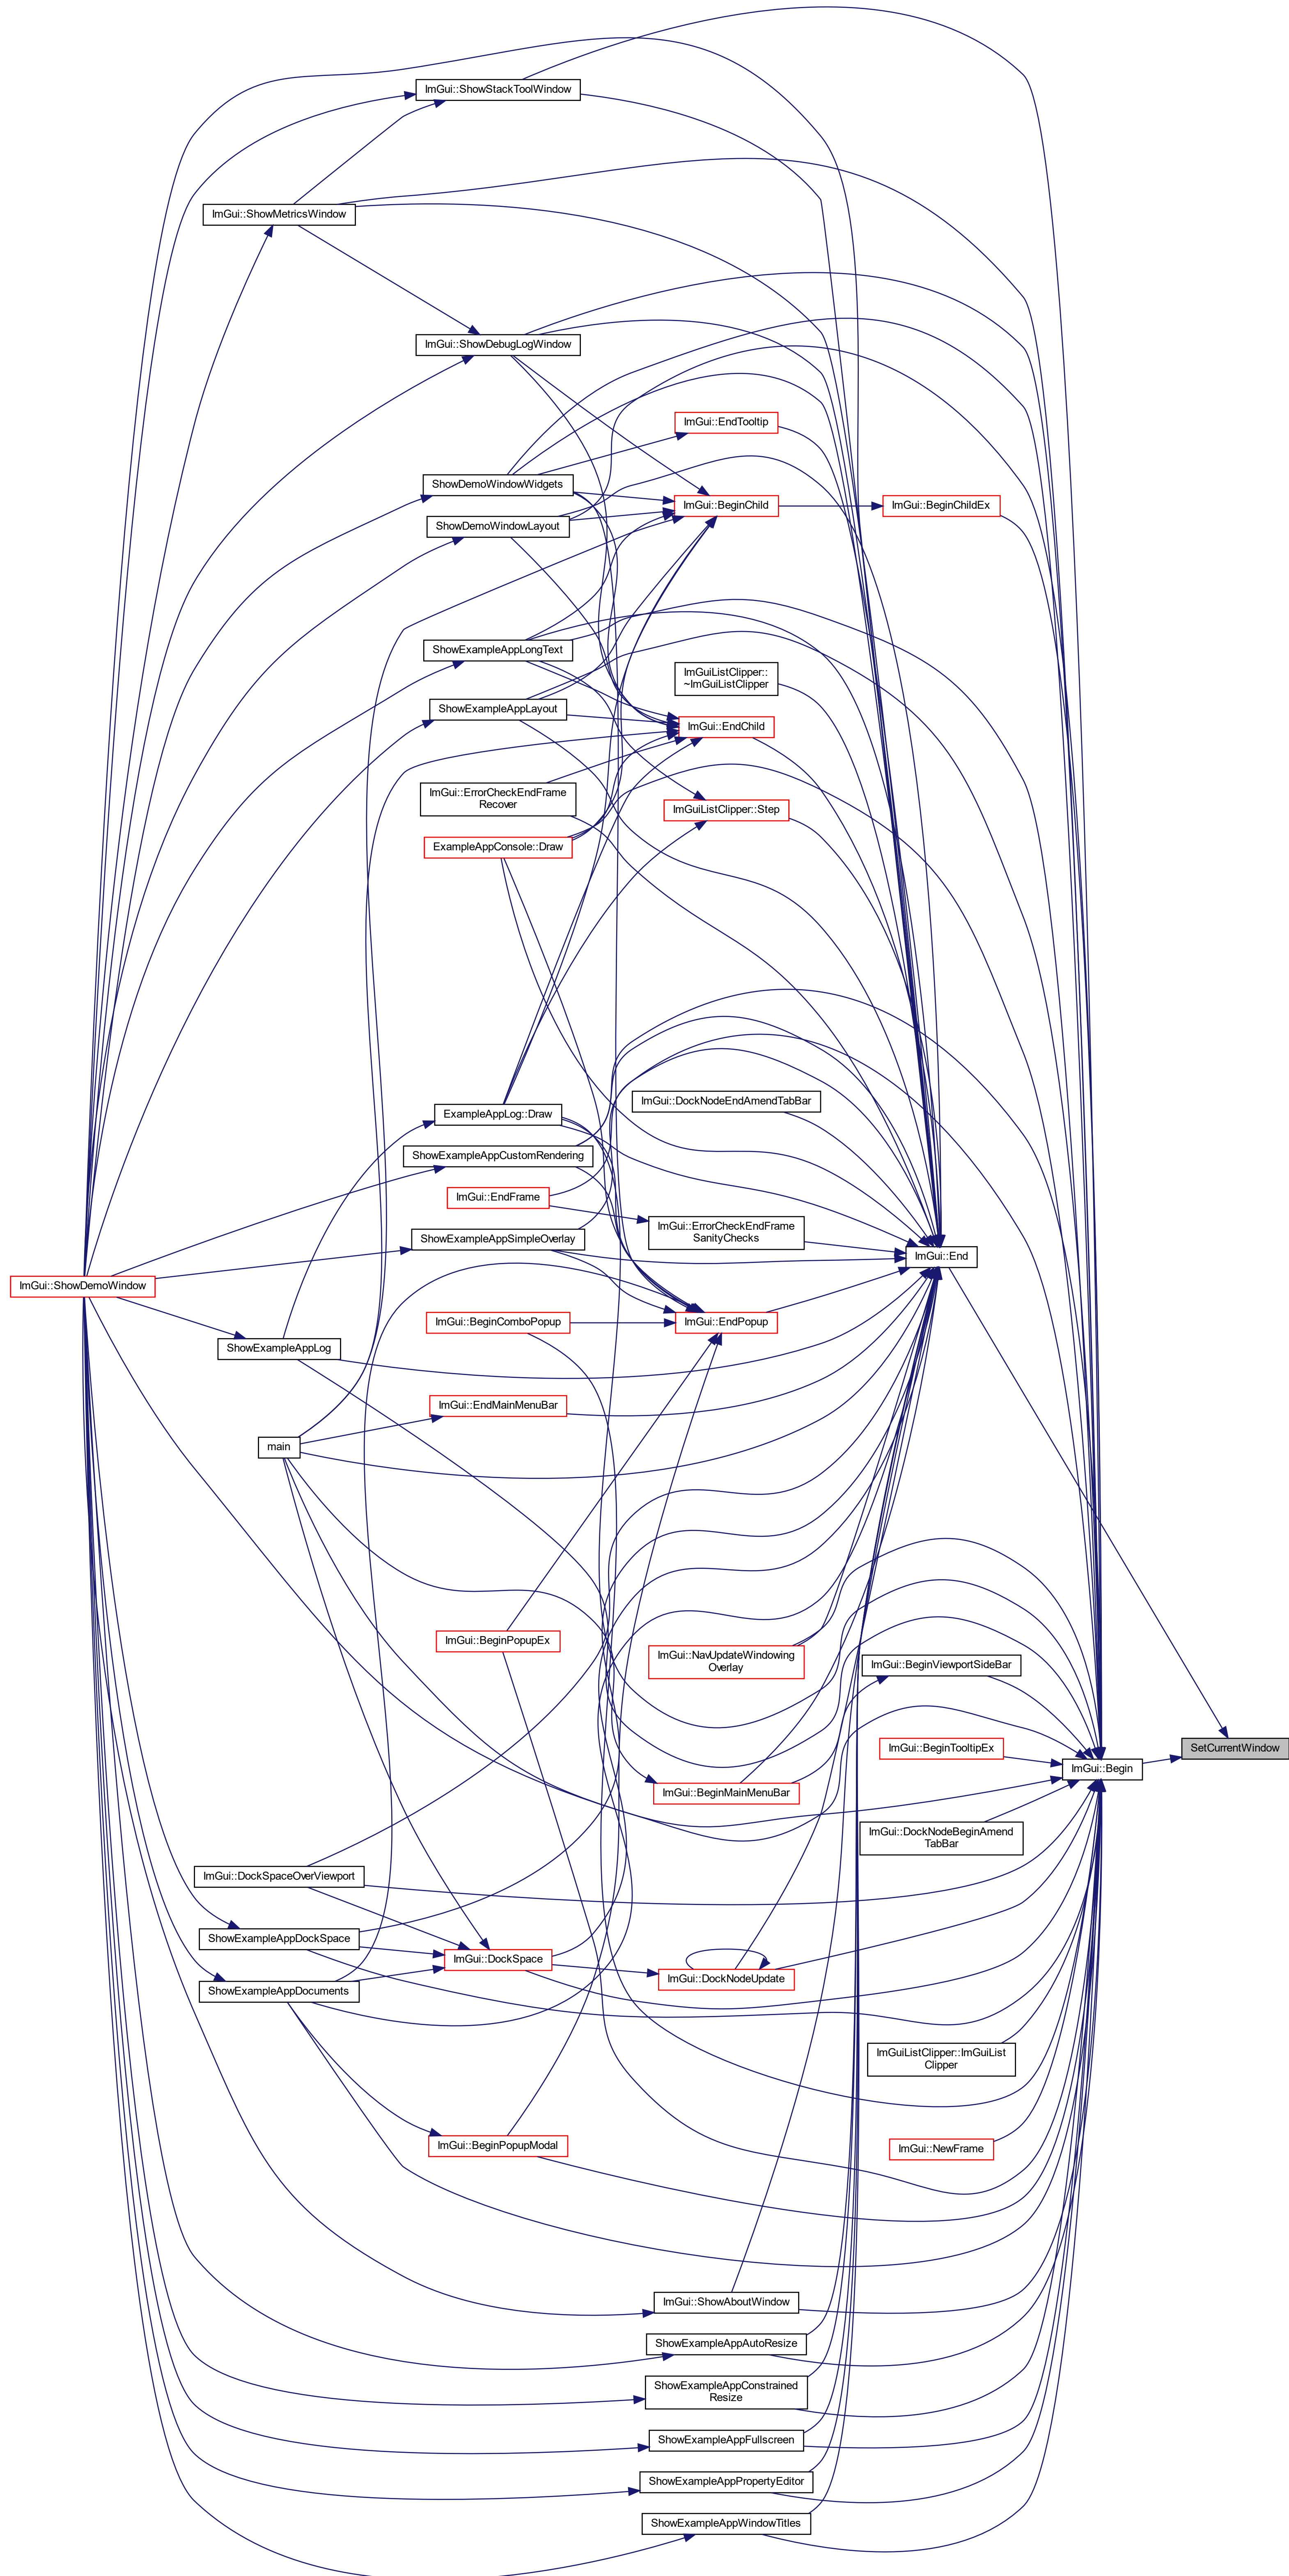 ImGui::ShowStackToolWindow
ImGui::ShowMetricsWindow
ImGui::ShowDebugLogWindow
ImGui::EndTooltip
ShowDemoWindowWidgets
ImGui::BeginChild
ImGui::BeginChildEx
ShowDemoWindowLayout
ShowExampleAppLongText
ImGuiListClipper::
~ImGuiListClipper
ShowExampleAppLayout
ImGui::EndChild
ImGui::ErrorCheckEndFrame
Recover
ImGuiListClipper::Step
ExampleAppConsole::Draw
ImGui::DockNodeEndAmendTabBar
ExampleAppLog::Draw
ShowExampleAppCustomRendering
ImGui::EndFrame
ImGui::ErrorCheckEndFrame
SanityChecks
ShowExampleAppSimpleOverlay
ImGui::End
ImGui::ShowDemoWindow
ImGui::BeginComboPopup
ImGui::EndPopup
ShowExampleAppLog
ImGui::EndMainMenuBar
main
ImGui::BeginPopupEx
ImGui::NavUpdateWindowing
Overlay
ImGui::BeginViewportSideBar
ImGui::BeginTooltipEx
SetCurrentWindow
ImGui::Begin
ImGui::BeginMainMenuBar
ImGui::DockNodeBeginAmend
TabBar
ImGui::DockSpaceOverViewport
ShowExampleAppDockSpace
ImGui::DockSpace
ImGui::DockNodeUpdate
ShowExampleAppDocuments
ImGuiListClipper::ImGuiList
Clipper
ImGui::BeginPopupModal
ImGui::NewFrame
ImGui::ShowAboutWindow
ShowExampleAppAutoResize
ShowExampleAppConstrained
Resize
ShowExampleAppFullscreen
ShowExampleAppPropertyEditor
ShowExampleAppWindowTitles